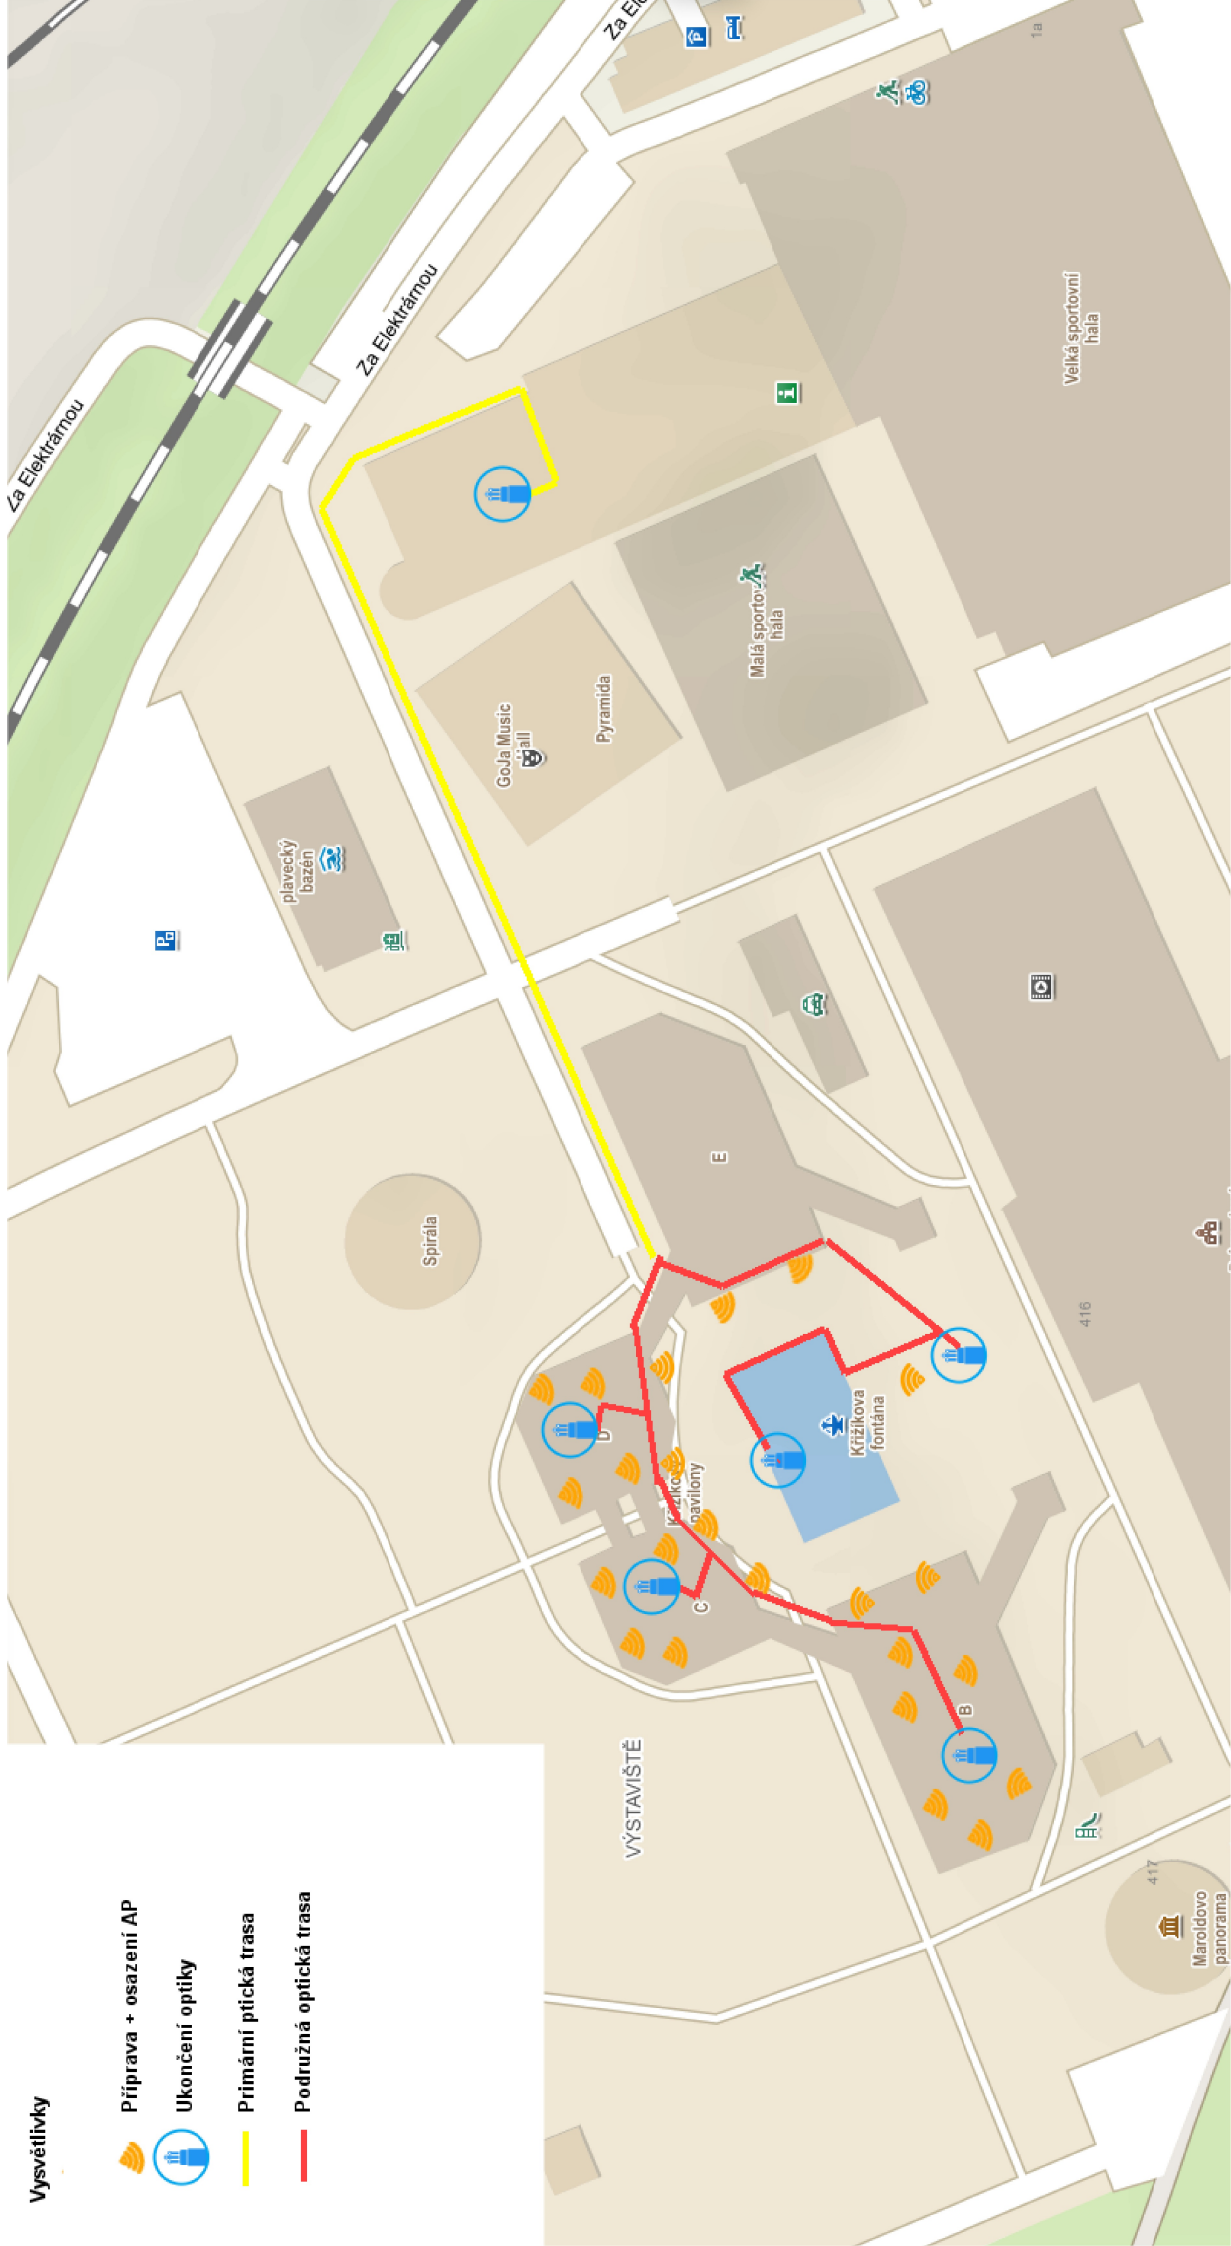 Vysvětlivky
Příprava + osazení AP
Ukončení optiky
Primární ptická trasa
Podružná optická trasa
Za Elektrárnou
Za Elektrárnou
Za Ele
P
P
plavecký
bazén
Spirála
GoJa Music
Hall
Pyramida
Malá sportovní
hala
Velká sportovní
hala
1a
E
D
C
B
Křižíkovy
pavilony
Křižíkova
fontána
VÝSTAVIŠTĚ
416
417
Maroldovo
panorama